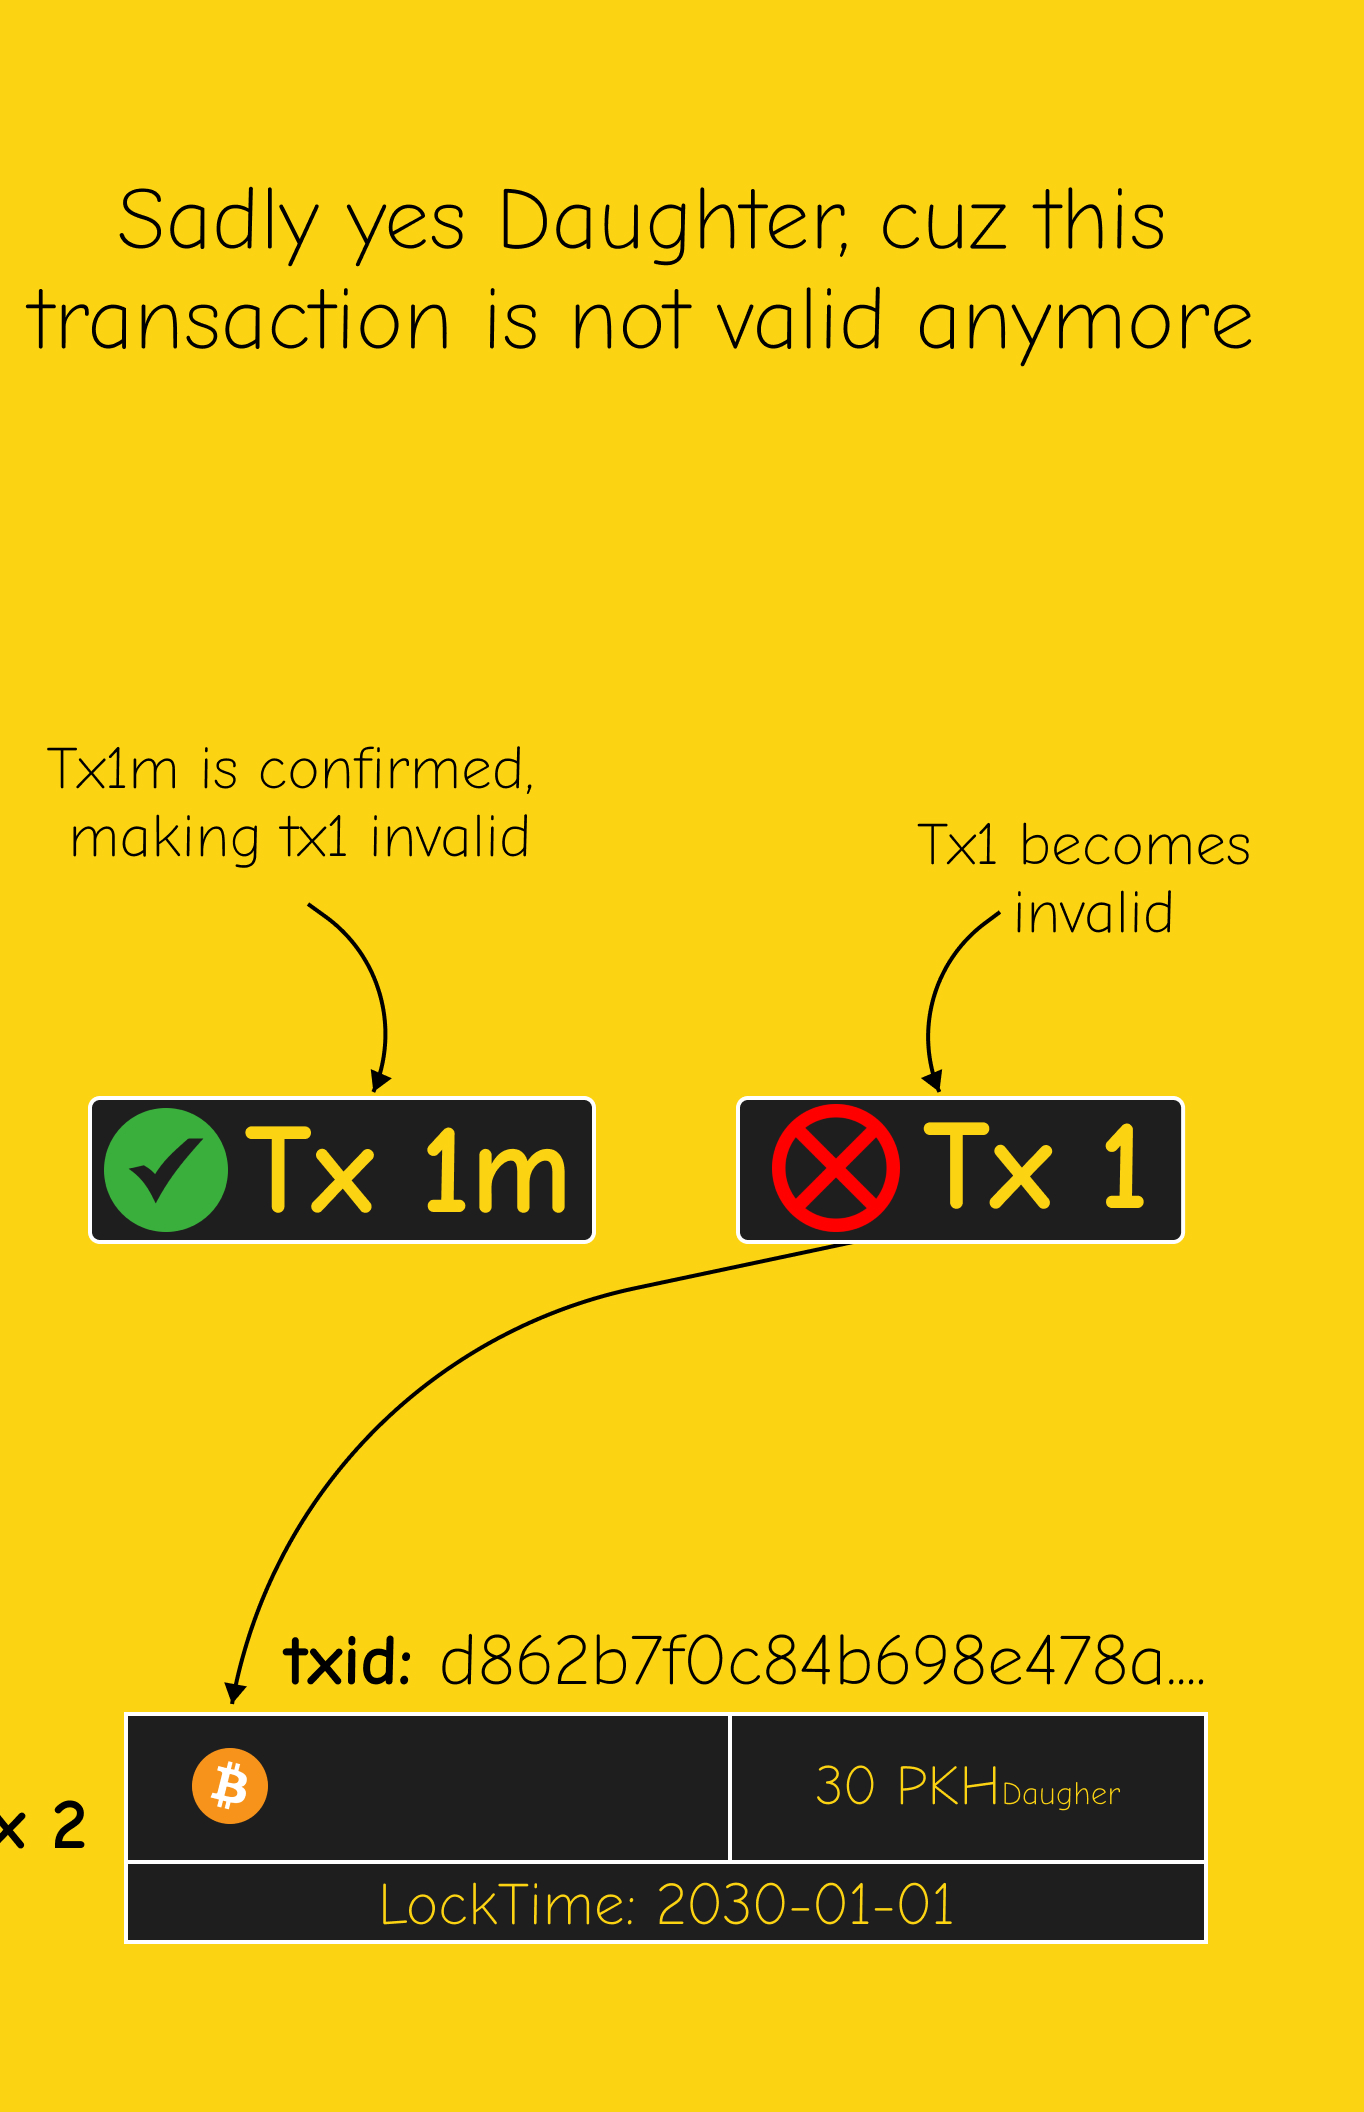 Sadly yes Daughter, cuz this
transaction is not valid anymore
Tx1m is confirmed,
making tx1 invalid
Tx1 becomes
invalid
Tx 1m
Tx 1
txid: d862b7f0c84b698e478a....
30 PKHDaugher
x 2
LockTime: 2030-01-01